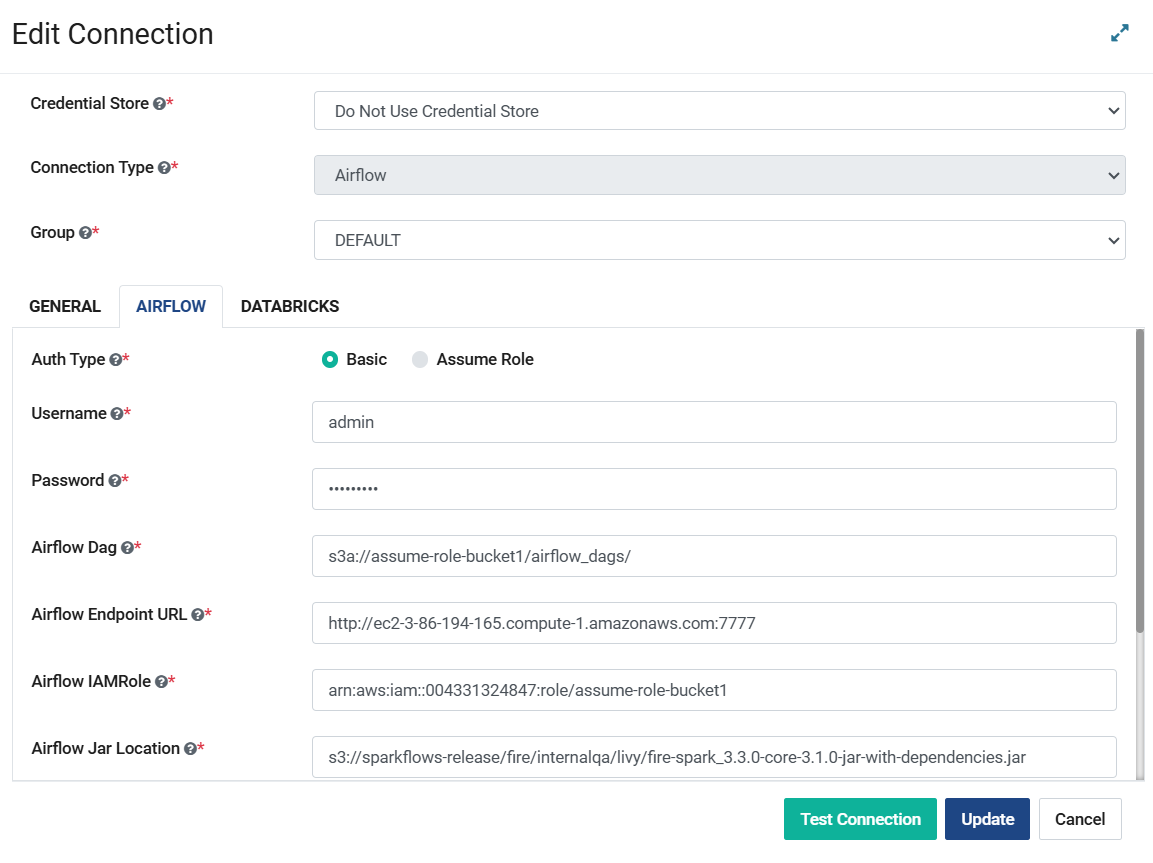 Edit Connection
Credential Store ?*
Do Not Use Credential Store
Connection Type ?*
Airflow
Group ?*
DEFAULT
GENERAL AIRFLOW DATABRICKS
Auth Type ?*
Basic Assume Role
Username ?*
admin
Password ?*
•••••••••
Airflow Dag ?*
s3a://assume-role-bucket1/airflow_dags/
Airflow Endpoint URL ?*
http://ec2-3-86-194-165.compute-1.amazonaws.com:7777
Airflow IAMRole ?*
arn:aws:iam::004331324847:role/assume-role-bucket1
Airflow Jar Location ?*
s3://sparkflows-release/fire/internalqa/livy/fire-spark_3.3.0-core-3.1.0-jar-with-dependencies.jar
Test Connection Update Cancel